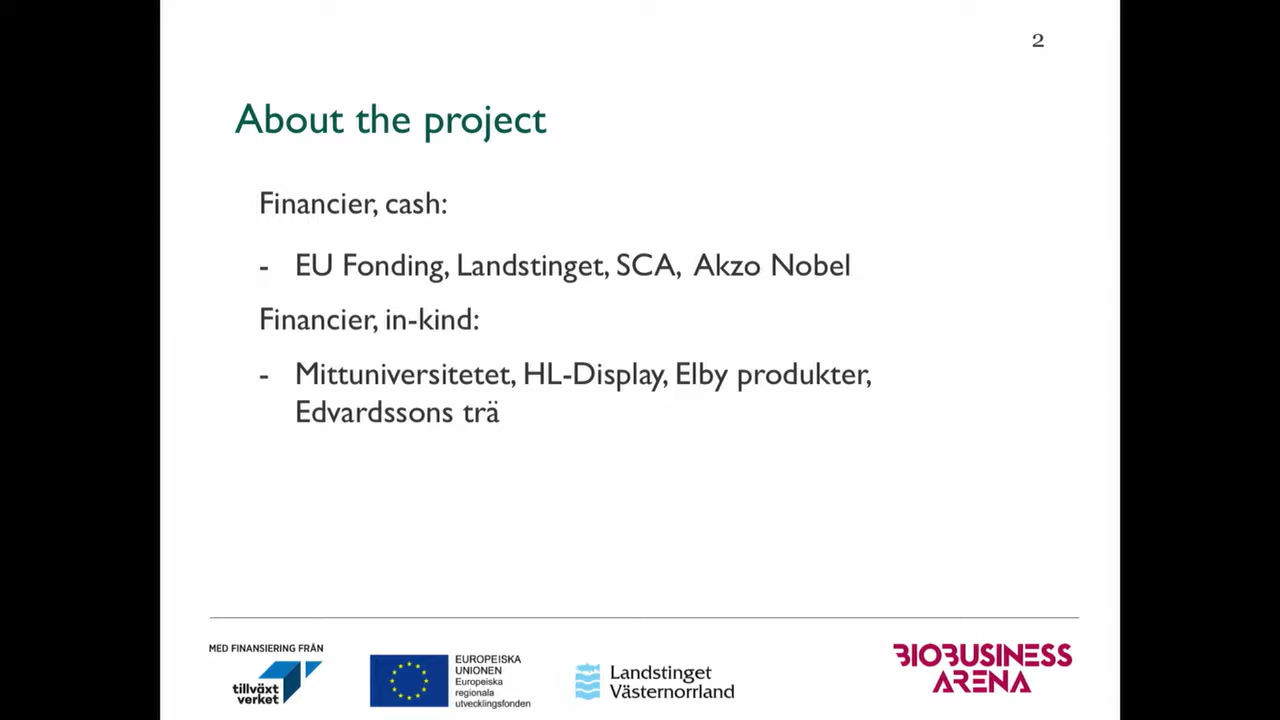 2
About the project
Financier, cash:
- EU Fonding, Landstinget, SCA, Akzo Nobel
Financier, in-kind:
- Mittuniversitetet, HL-Display, Elby produkter,
Edvardssons trä
MED FINANSIERING FRÅN
tillväxt
verket
EUROPEISKA
UNIONEN
Europeiska
regionala
utvecklingsfonden
Landstinget
Västernorrland
BIOBUSINESS
ARENA